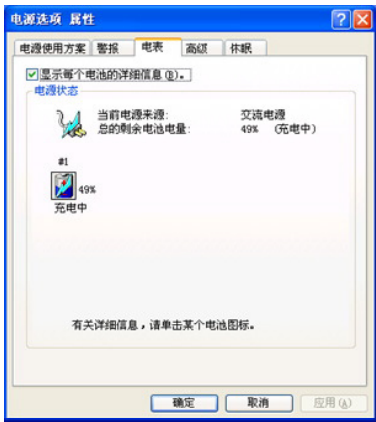 电源选项 属性
电源使用方案 警报 电表 高级 休眠
显示每个电池的详细信息(D)。
电源状态
当前电源来源: 交流电源
总的剩余电池电量: 49% (充电中)
#1
49%
充电中
有关详细信息，请单击某个电池图标。
确定 取消 应用(A)